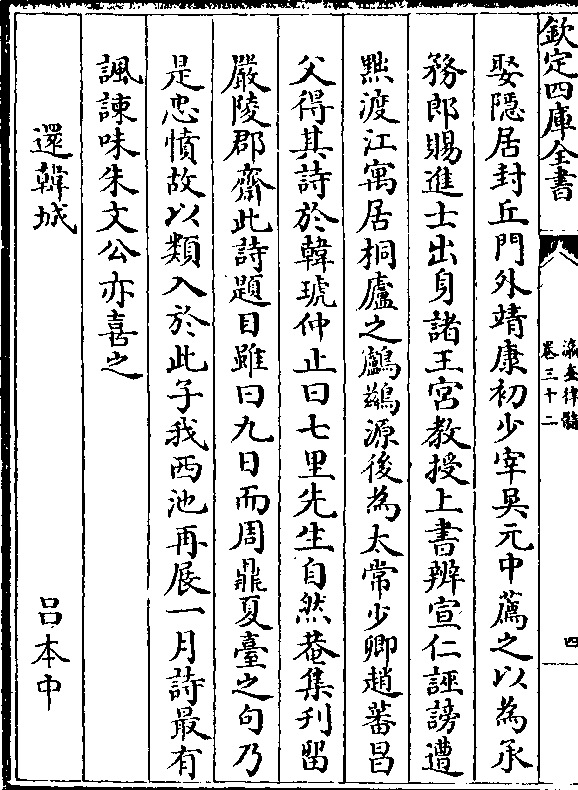 欽定四庫全書
瀛奎律髓
卷三十二
四
娶隱居封丘門外靖康初少宰吳元中薦之以為承
務郎賜進士出身諸王宮教授上書辨宣仁誣謗遭
點渡江寓居桐廬之鸕鷀源後為太常少卿趙蕃昌
父得其詩於韓琥仲止曰七里先生自然菴集刋留
嚴陵郡齋此詩題目雖曰九日而周鼎夏臺之句乃
是忠憤故以類入於此子我西池再展一月詩最有
諷諫味朱文公亦喜之
還韓城
吕本中